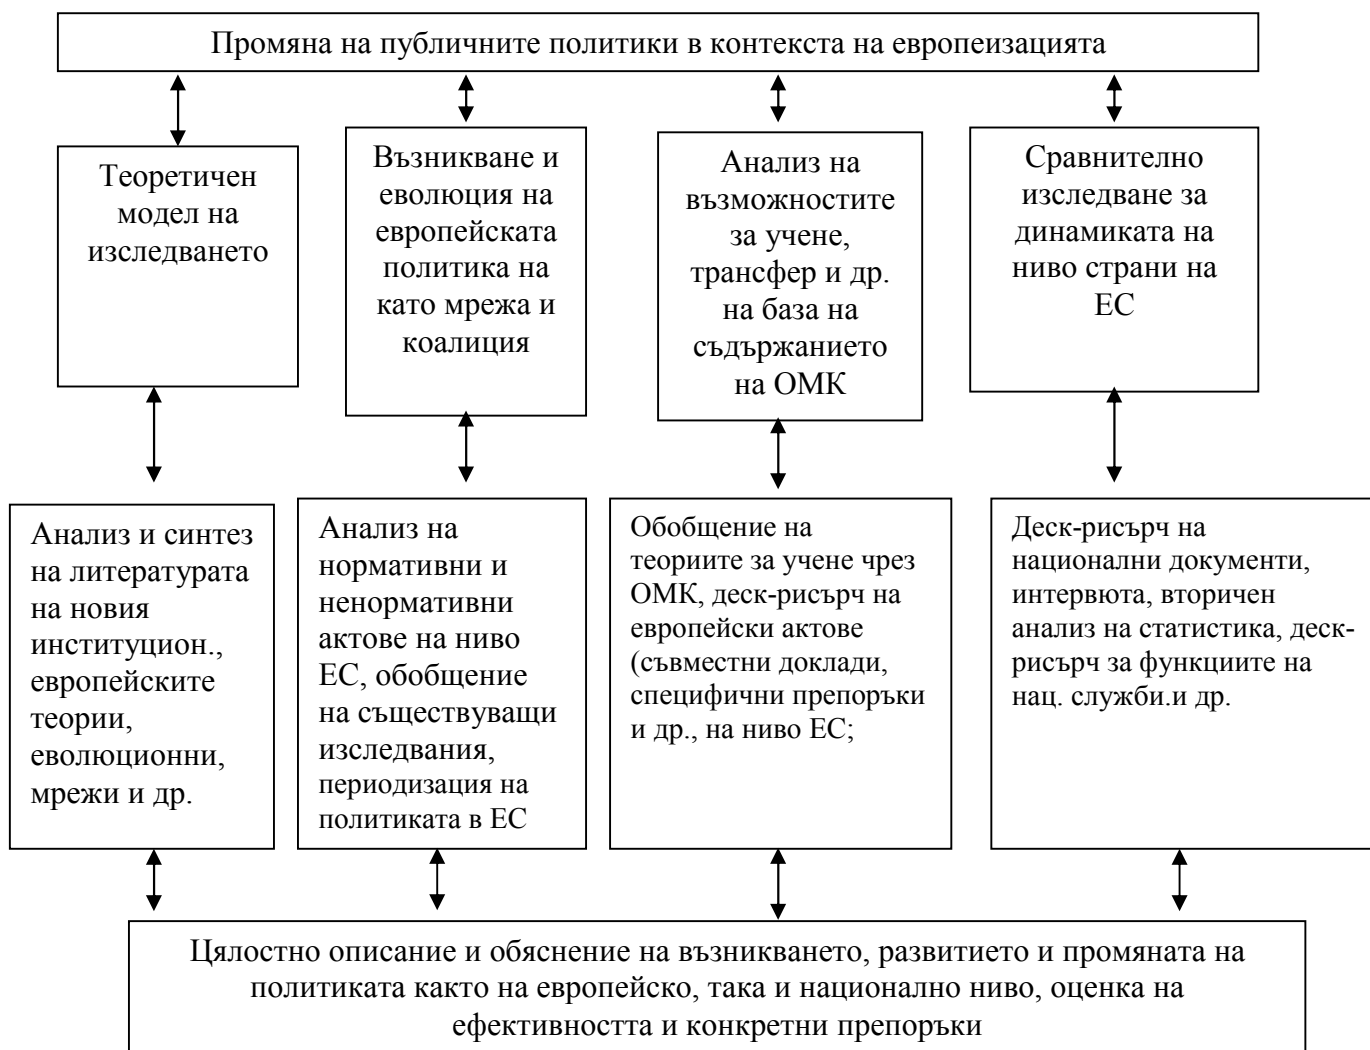 Промяна на публичните политики в контекста на европеизацията
Теоретичен
модел на
изследването
Възникване и
еволюция на
европейската
политика на
като мрежа и
коалиция
Анализ на
възможностите
за учене,
трансфер и др.
на база на
съдържанието
на ОМК
Сравнително
изследване за
динамиката на
ниво страни на
ЕС
Анализ и синтез
на литературата
на новия
институцион.,
европейските
теории,
еволюционни,
мрежи и др.
Анализ на
нормативни и
ненормативни
актове на ниво
ЕС, обобщение
на съществуващи
изследвания,
периодизация на
политиката в ЕС
Обобщение на
теориите за учене чрез
ОМК, деск-рисърч на
европейски актове
(съвместни доклади,
специфични препоръки
и др., на ниво ЕС;
Деск-рисърч на
национални документи,
интервюта, вторичен
анализ на статистика, деск-
рисърч за функциите на
нац. служби.и др.
Цялостно описание и обяснение на възникването, развитието и промяната на
политиката както на европейско, така и национално ниво, оценка на
ефективността и конкретни препоръки